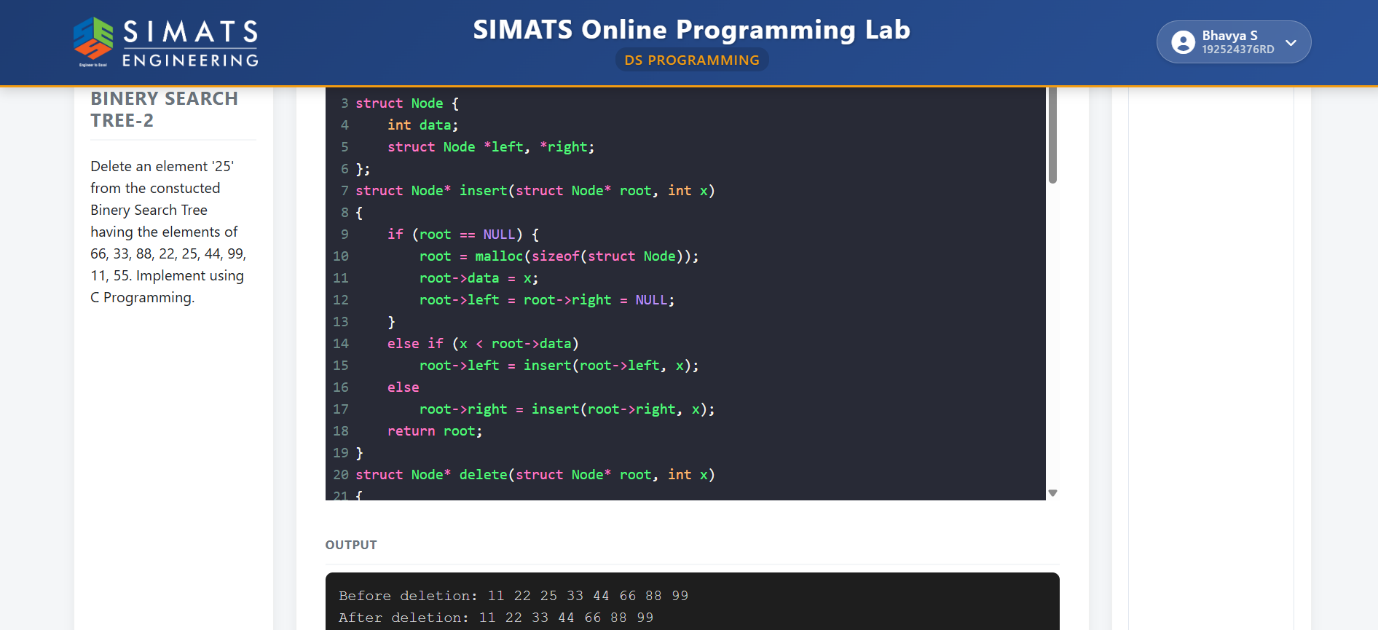 SIMATS
ENGINEERING
Engineer to Excel
SIMATS Online Programming Lab
DS PROGRAMMING
Bhavya S
192524376RD
BINERY SEARCH
TREE-2
Delete an element '25'
from the constucted
Binery Search Tree
having the elements of
66, 33, 88, 22, 25, 44, 99,
11, 55. Implement using
C Programming.
3 struct Node {
4     int data;
5     struct Node *left, *right;
6 };
7 struct Node* insert(struct Node* root, int x)
8 {
9     if (root == NULL) {
10         root = malloc(sizeof(struct Node));
11         root->data = x;
12         root->left = root->right = NULL;
13     }
14     else if (x < root->data)
15         root->left = insert(root->left, x);
16     else
17         root->right = insert(root->right, x);
18     return root;
19 }
20 struct Node* delete(struct Node* root, int x)
21 {
OUTPUT
Before deletion: 11 22 25 33 44 66 88 99
After deletion: 11 22 33 44 66 88 99